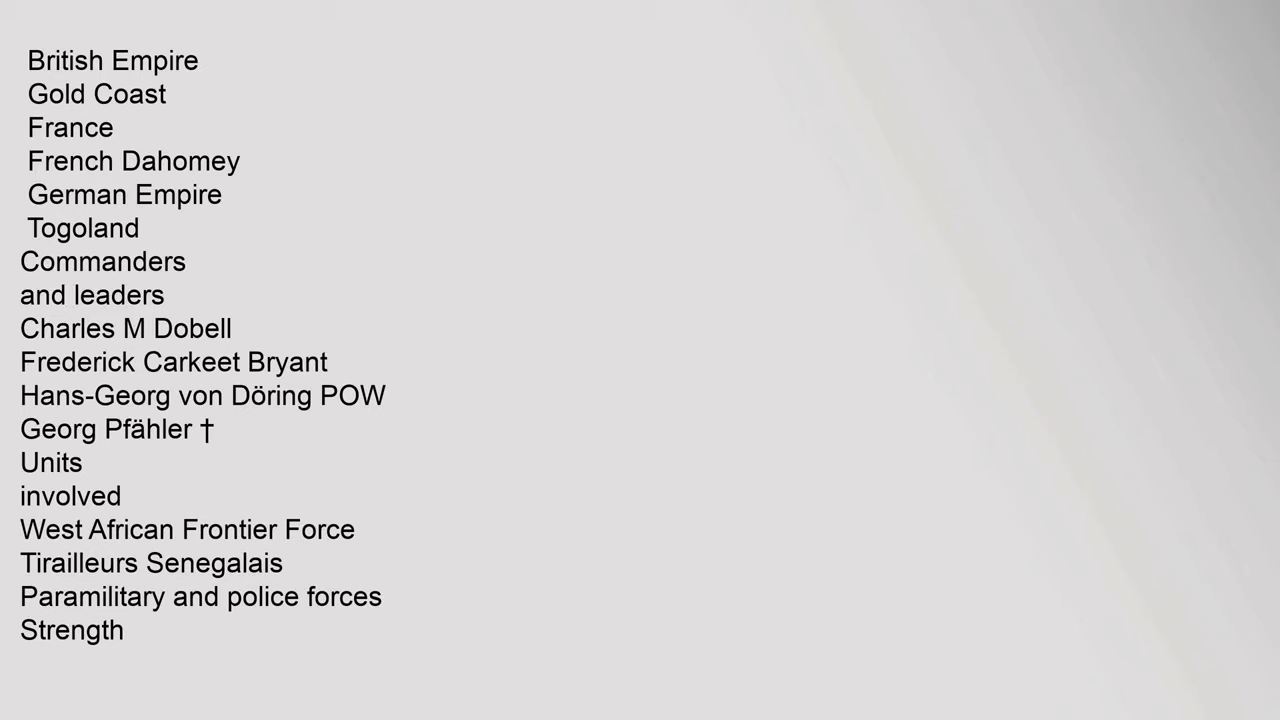 British Empire
Gold Coast
France
French Dahomey
German Empire
Togoland
Commanders
and leaders
Charles M Dobell
Frederick Carkeet Bryant
Hans-Georg von Döring POW
Georg Pfähler †
Units
involved
West African Frontier Force
Tirailleurs Senegalais
Paramilitary and police forces
Strength